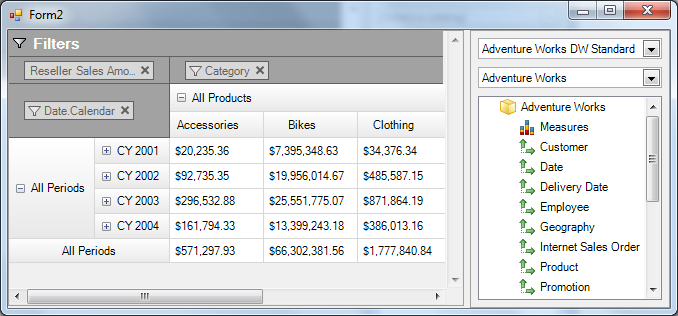 Form2
Filters
Reseller Sales Amo...
Category
Date.Calendar
All Products
Accessories Bikes Clothing
All Periods
CY 2001 $20,235.36 $7,395,348.63 $34,376.34
CY 2002 $92,735.35 $19,956,014.67 $485,587.15
CY 2003 $296,532.88 $25,551,775.07 $871,864.19
CY 2004 $161,794.33 $13,399,243.18 $386,013.16
All Periods $571,297.93 $66,302,381.56 $1,777,840.84
Adventure Works DW Standard
Adventure Works
Adventure Works
Measures
Customer
Date
Delivery Date
Employee
Geography
Internet Sales Order
Product
Promotion